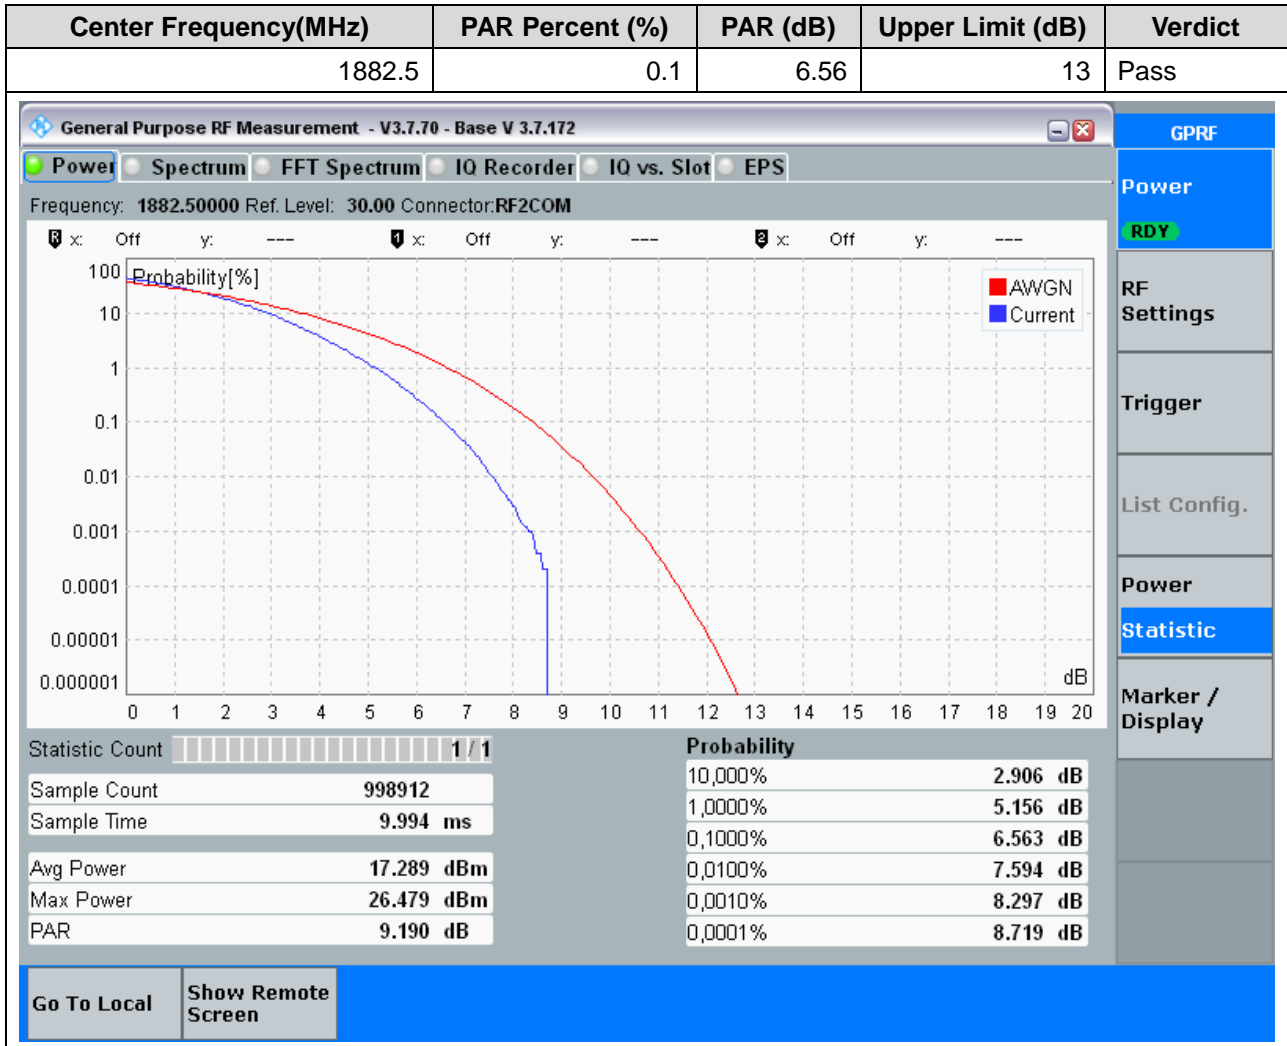 Center Frequency(MHz) PAR Percent (%) PAR (dB) Upper Limit (dB) Verdict
1882.5 0.1 6.56 13 Pass
General Purpose RF Measurement - V3.7.70 - Base V 3.7.172
GPRF
Power Spectrum FFT Spectrum IQ Recorder IQ vs. Slot EPS
Frequency: 1882.50000 Ref. Level: 30.00 Connector:RF2COM
R x: Off y: --- 1 x: Off y: --- 2 x: Off y: ---
Probability[%]
100
10
1
0.1
0.01
0.001
0.0001
0.00001
0.000001
AWGN
Current
dB
0 1 2 3 4 5 6 7 8 9 10 11 12 13 14 15 16 17 18 19 20
Statistic Count 1 / 1
Sample Count 998912
Sample Time 9.994 ms
Avg Power 17.289 dBm
Max Power 26.479 dBm
PAR 9.190 dB
Probability
10,000% 2.906 dB
1,0000% 5.156 dB
0,1000% 6.563 dB
0,0100% 7.594 dB
0,0010% 8.297 dB
0,0001% 8.719 dB
Power
RDY
RF
Settings
Trigger
List Config.
Power
Statistic
Marker /
Display
Go To Local
Show Remote
Screen